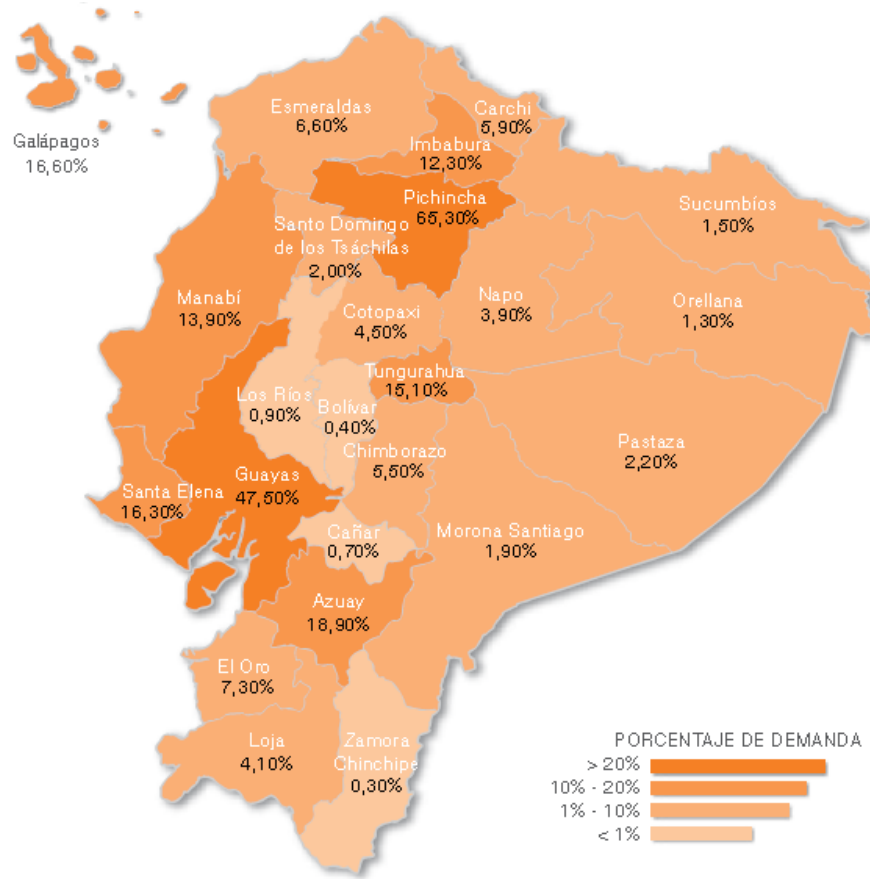 Galápagos
16,60%
Esmeraldas
6,60%
Carchi
5,90%
Imbabura
12,30%
Pichincha
65,30%
Sucumbíos
1,50%
Santo Domingo
de los Tsáchilas
2,00%
Manabí
13,90%
Cotopaxi
4,50%
Napo
3,90%
Orellana
1,30%
Tungurahua
15,10%
Los Ríos
0,90%
Bolívar
0,40%
Chimborazo
5,50%
Pastaza
2,20%
Santa Elena
16,30%
Guayas
47,50%
Cañar
0,70%
Morona Santiago
1,90%
Azuay
18,90%
El Oro
7,30%
Loja
4,10%
Zamora
Chinchipe
0,30%
PORCENTAJE DE DEMANDA
> 20%
10% - 20%
1% - 10%
< 1%